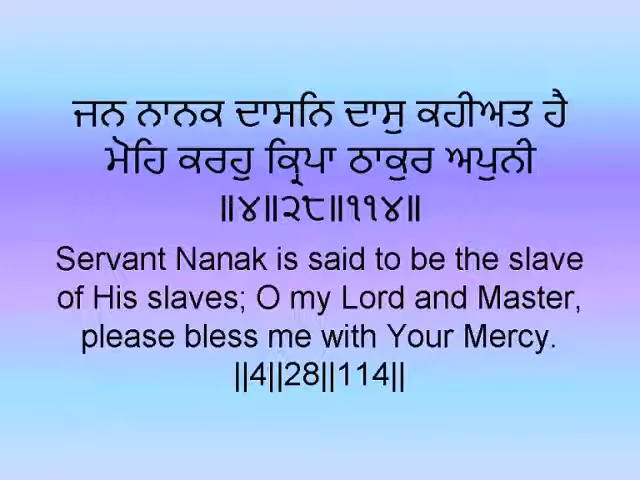 ਜਨ ਨਾਨਕ ਦਾਸਨਿ ਦਾਸੁ ਕਹੀਅਤ ਹੈ
ਮੋਹਿ ਕਰਹੁ ਕ੍ਰਿਪਾ ਠਾਕੁਰ ਅਪੁਨੀ
॥੪॥੨੮॥੧੧੪॥
Servant Nanak is said to be the slave
of His slaves; O my Lord and Master,
please bless me with Your Mercy.
||4||28||114||